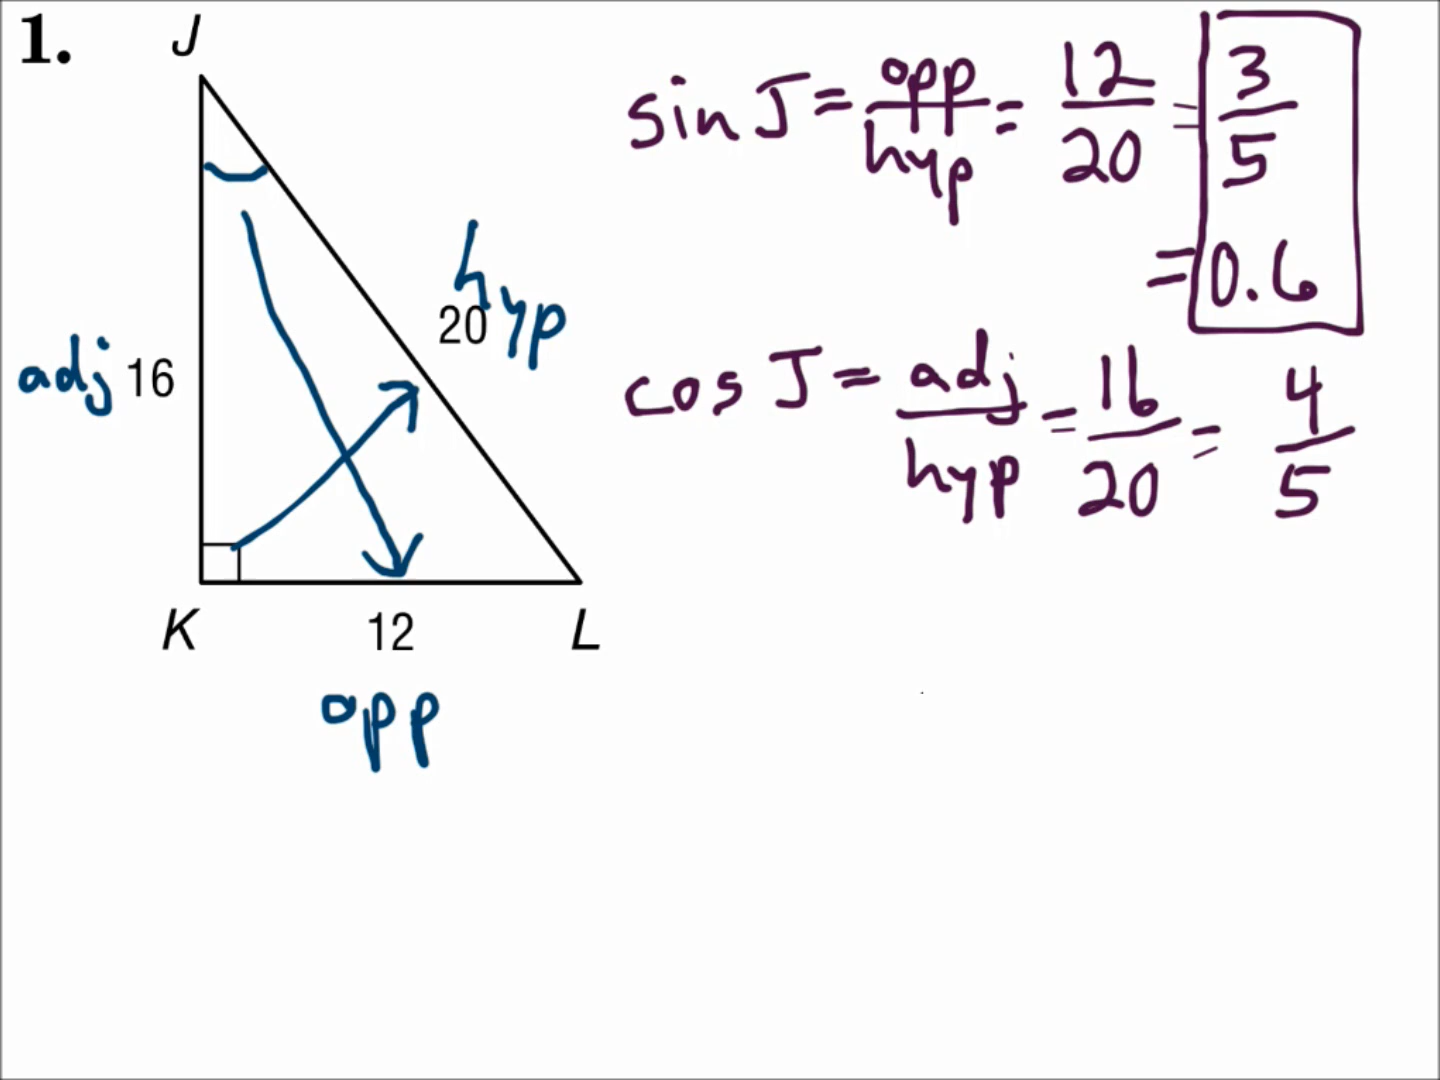 1.
J
sin J = opp/hyp = 12/20 = 3/5
= 0.6
hyp
20
adj 16
cos J = adj/hyp = 16/20 = 4/5
K 12 L
opp